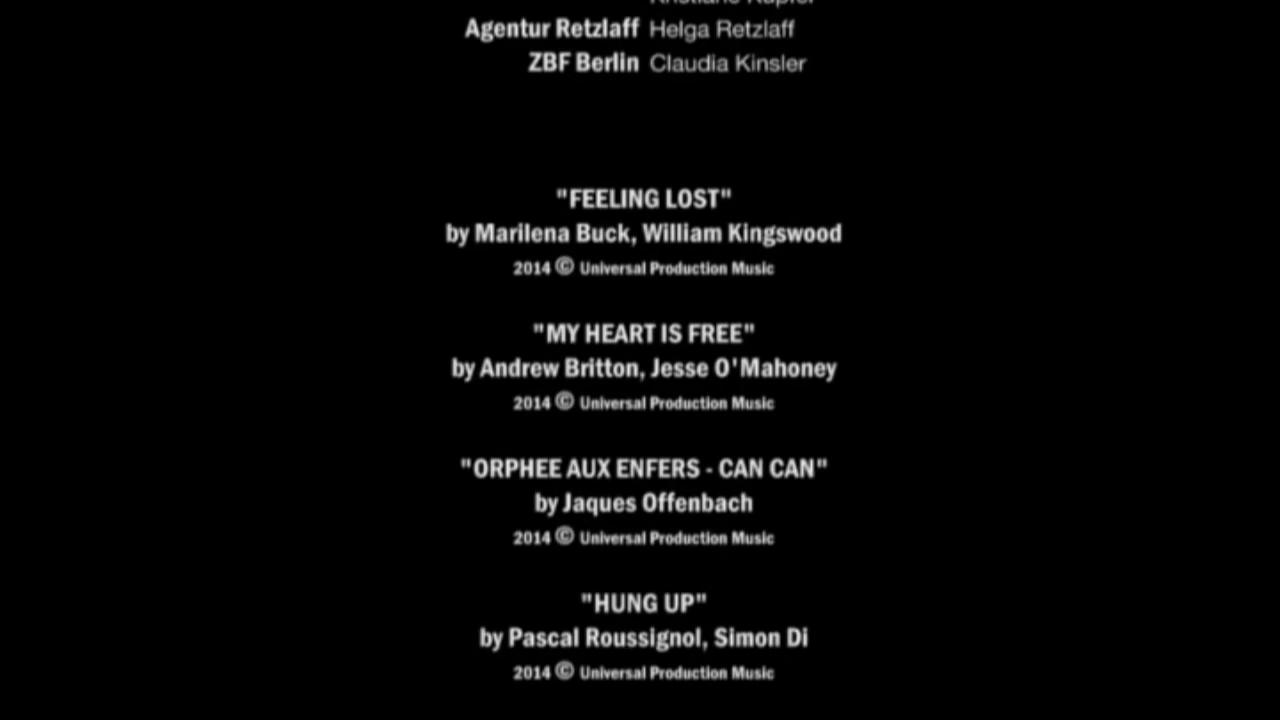 Agentur Retzlaff Helga Retzlaff
ZBF Berlin Claudia Kinsler
"FEELING LOST"
by Marilena Buck, William Kingswood
2014 © Universal Production Music
"MY HEART IS FREE"
by Andrew Britton, Jesse O'Mahoney
2014 © Universal Production Music
"ORPHEE AUX ENFERS - CAN CAN"
by Jaques Offenbach
2014 © Universal Production Music
"HUNG UP"
by Pascal Roussignol, Simon Di
2014 © Universal Production Music